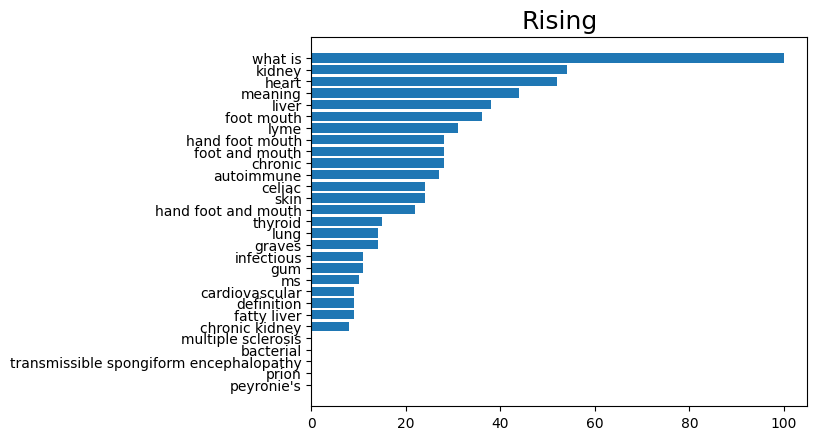 Rising
what is
kidney
heart
meaning
liver
foot mouth
lyme
hand foot mouth
foot and mouth
chronic
autoimmune
celiac
skin
hand foot and mouth
thyroid
lung
graves
infectious
gum
ms
cardiovascular
definition
fatty liver
chronic kidney
multiple sclerosis
bacterial
transmissible spongiform encephalopathy
prion
peyronie's
0 20 40 60 80 100